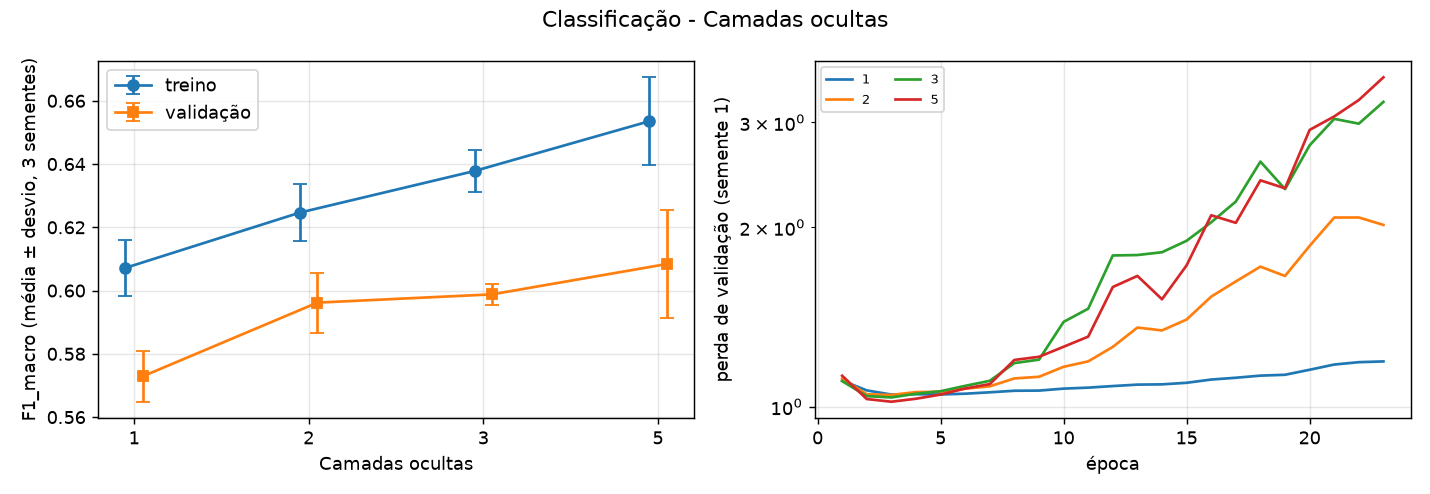 Classificação - Camadas ocultas
F1_macro (média ± desvio, 3 sementes)
0.66
0.64
0.62
0.60
0.58
0.56
treino
validação
1 2 3 5
Camadas ocultas
perda de validação (semente 1)
3 × 10⁰
2 × 10⁰
10⁰
1 3
2 5
0 5 10 15 20
época